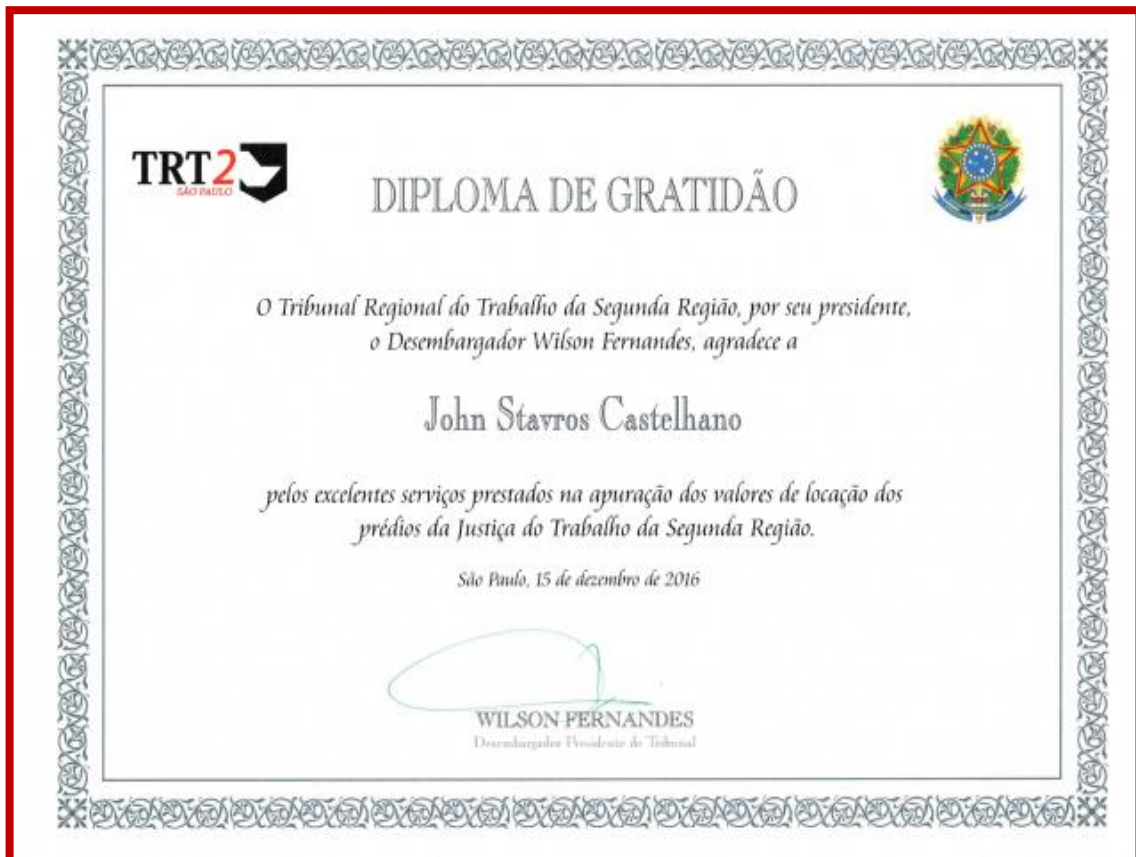 TRT2
SÃO PAULO
DIPLOMA DE GRATIDÃO
O Tribunal Regional do Trabalho da Segunda Região, por seu presidente,
o Desembargador Wilson Fernandes, agradece a
John Stavros Castelhano
pelos excelentes serviços prestados na apuração dos valores de locação dos
prédios da Justiça do Trabalho da Segunda Região.
São Paulo, 15 de dezembro de 2016
WILSON FERNANDES
Desembargador Presidente do Tribunal